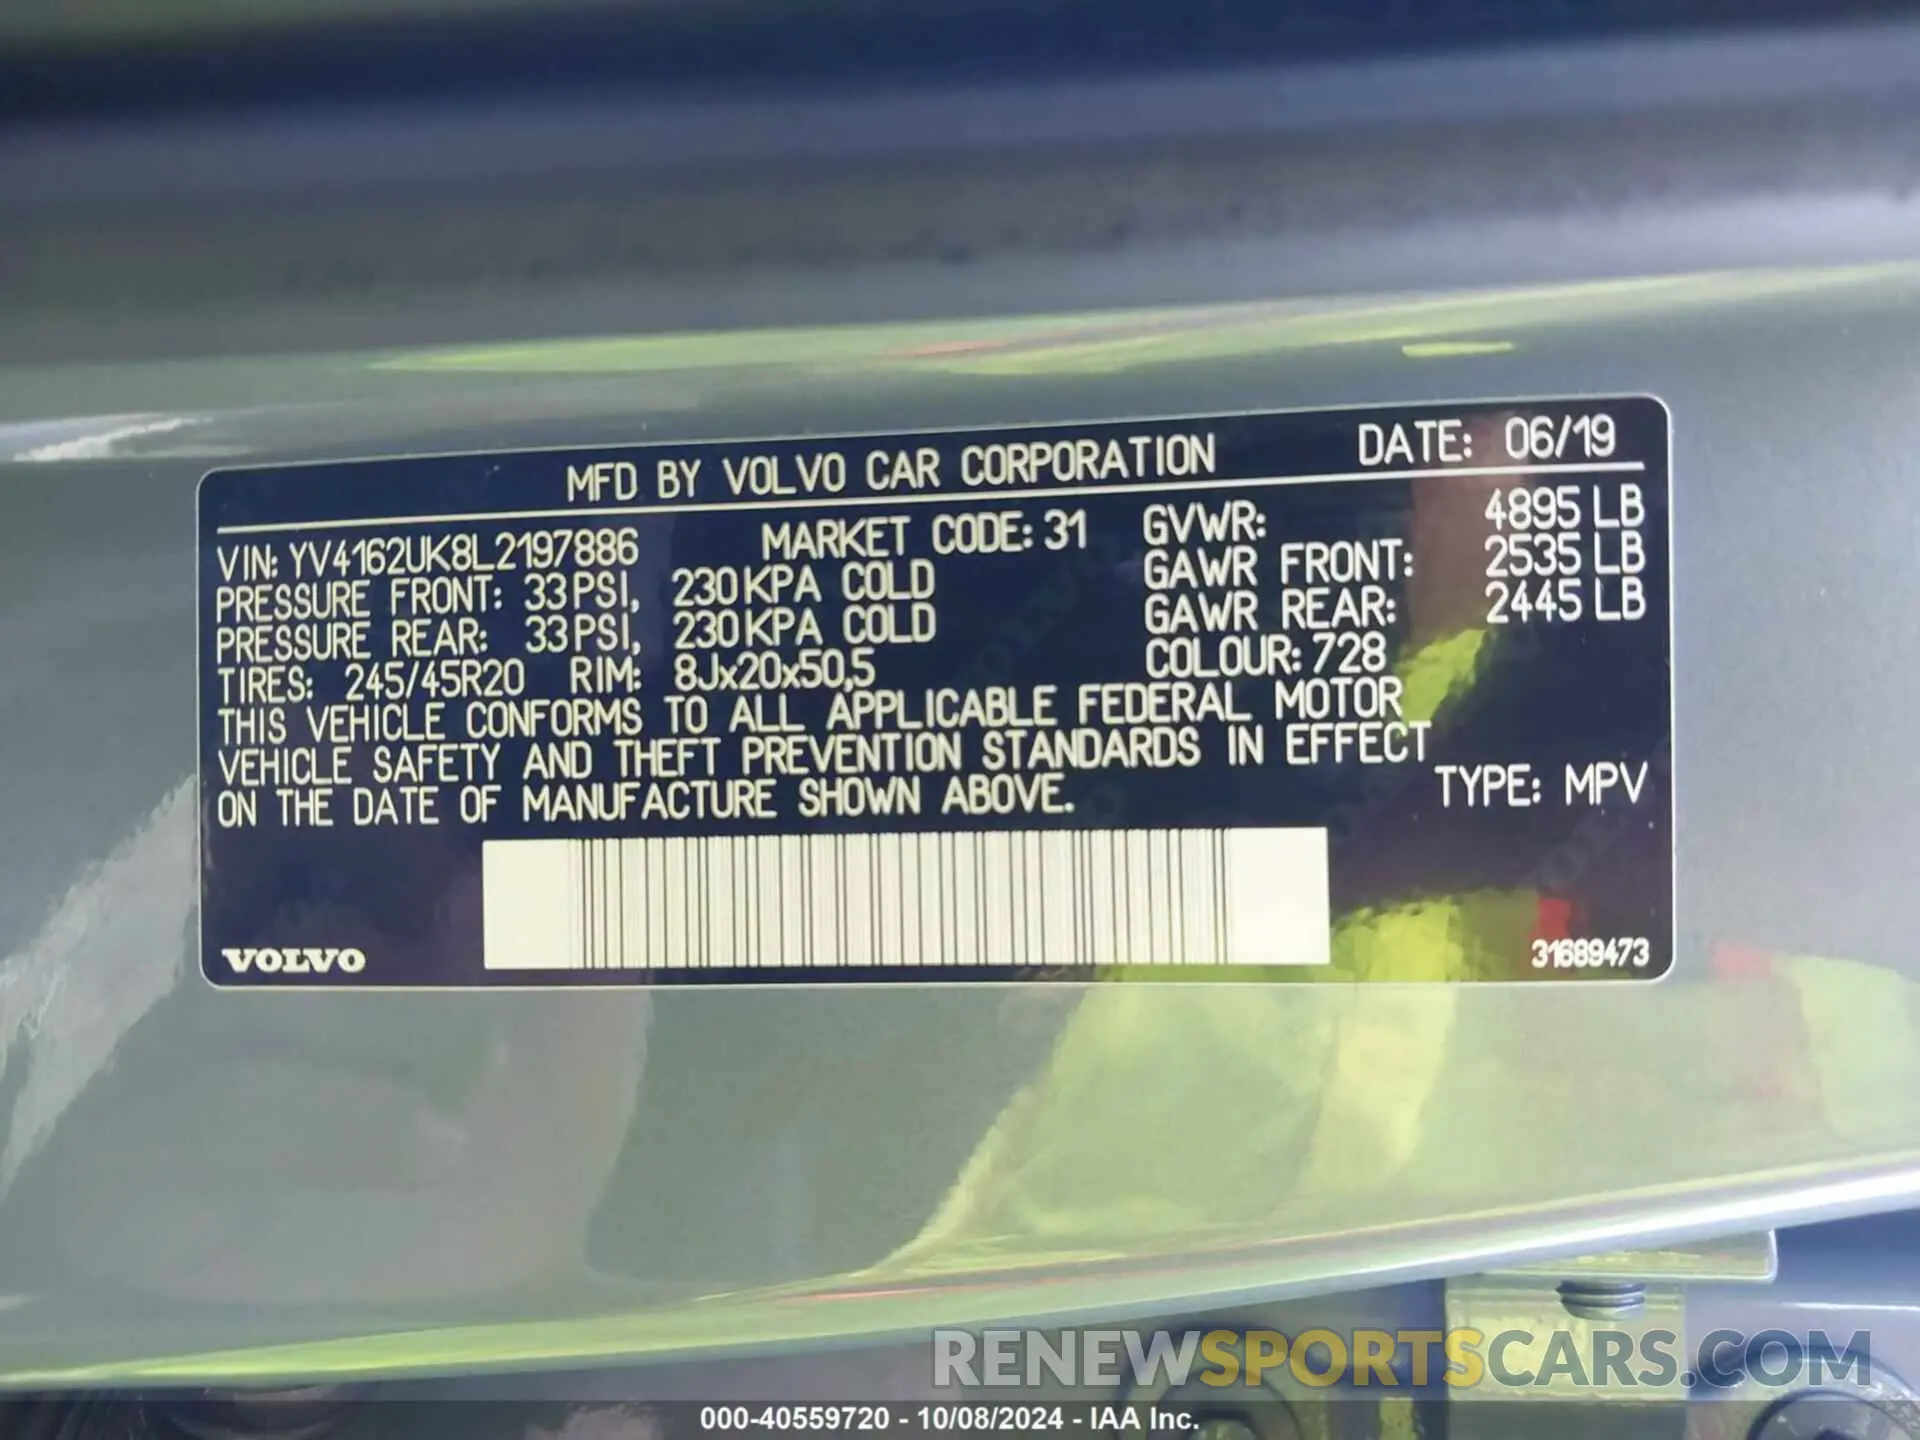 MFD BY VOLVO CAR CORPORATION DATE: 06/19
VIN: YV4162UK8L2197886 MARKET CODE: 31 GVWR: 4895 LB
PRESSURE FRONT: 33 PSI, 230 KPA COLD GAWR FRONT: 2535 LB
PRESSURE REAR: 33 PSI, 230 KPA COLD GAWR REAR: 2445 LB
TIRES: 245/45R20 RIM: 8Jx20x50,5 COLOUR: 728
THIS VEHICLE CONFORMS TO ALL APPLICABLE FEDERAL MOTOR
VEHICLE SAFETY AND THEFT PREVENTION STANDARDS IN EFFECT
ON THE DATE OF MANUFACTURE SHOWN ABOVE. TYPE: MPV
VOLVO 31689473
RENEWSPORTSCARS.COM
000-40559720 - 10/08/2024 - IAA Inc.